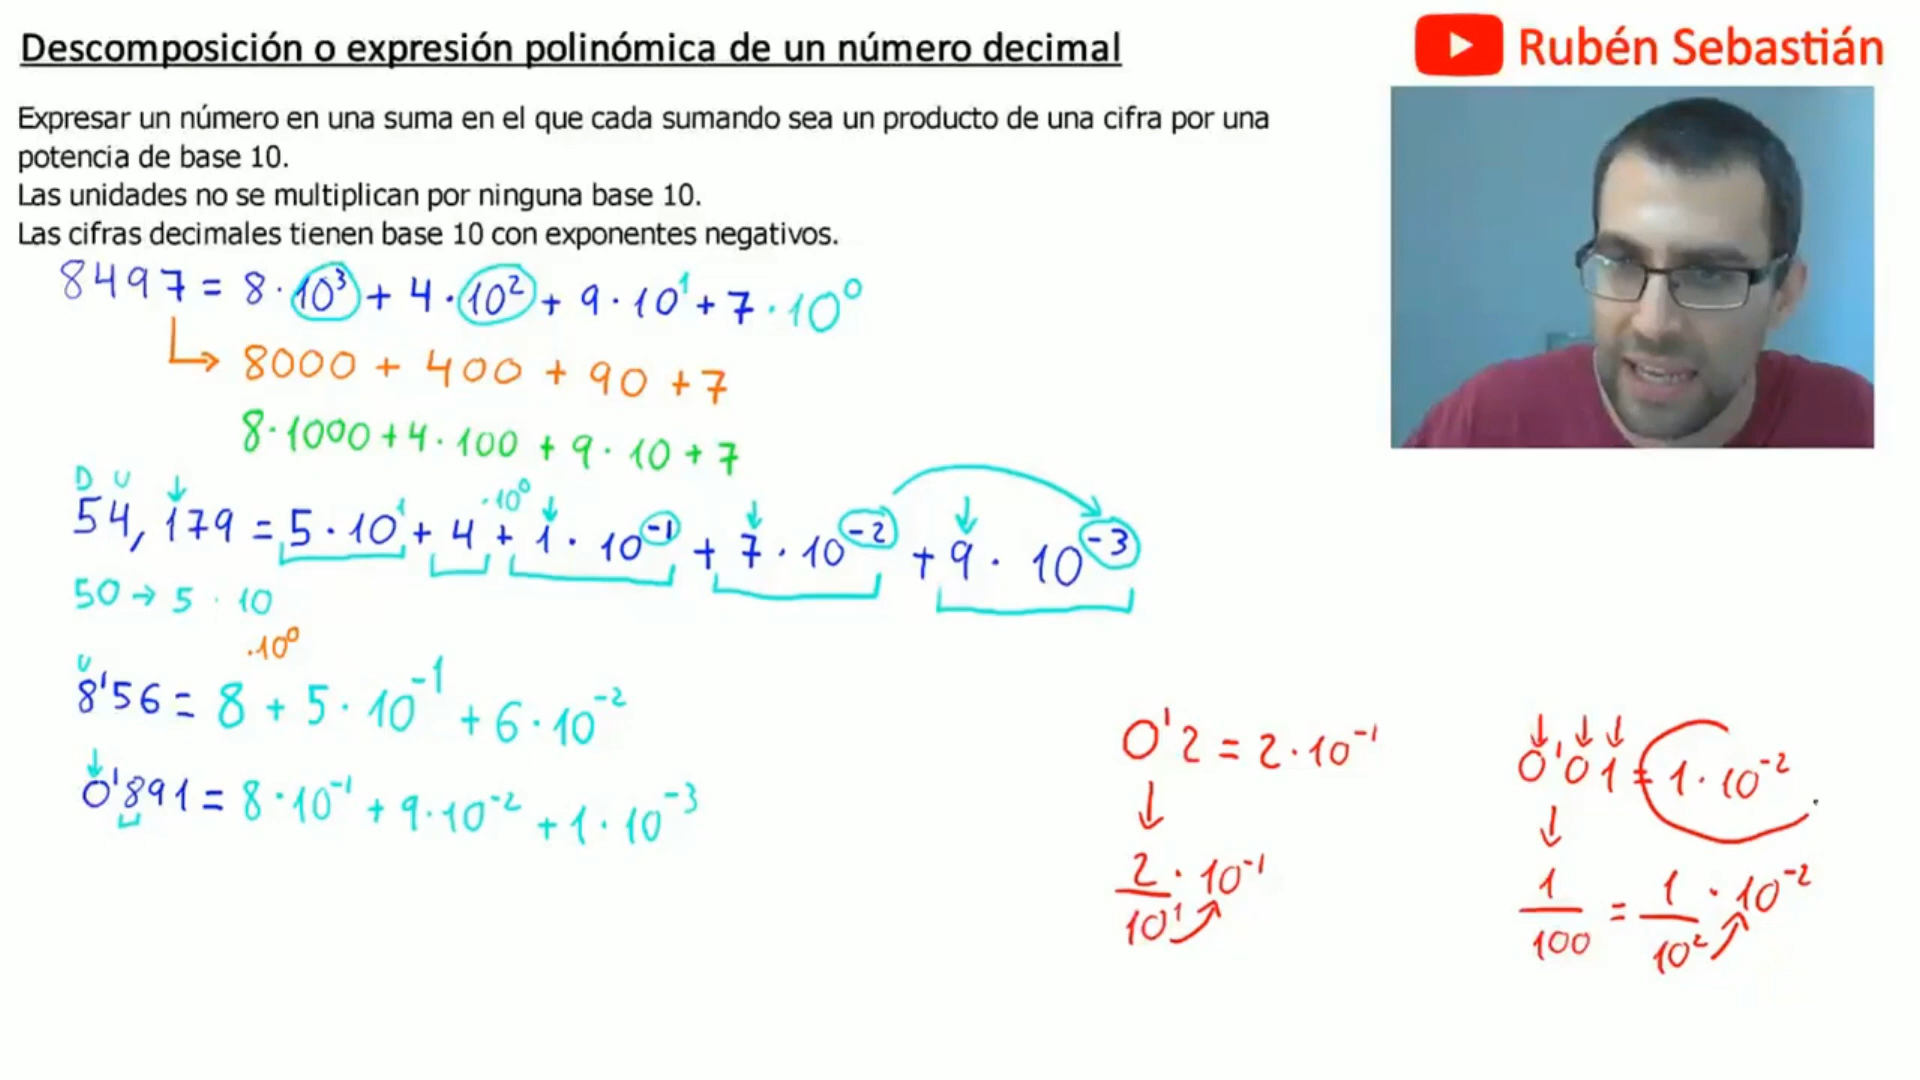 Descomposición o expresión polinómica de un número decimal
Rubén Sebastián
Expresar un número en una suma en el que cada sumando sea un producto de una cifra por una
potencia de base 10.
Las unidades no se multiplican por ninguna base 10.
Las cifras decimales tienen base 10 con exponentes negativos.
8497 = 8 · 10³ + 4 · 10² + 9 · 10¹ + 7 · 10⁰
8000 + 400 + 90 + 7
8·1000 + 4·100 + 9·10 + 7
D U
· 10⁰
54,179 = 5 · 10¹ + 4 + 1 · 10⁻¹ + 7 · 10⁻² + 9 · 10⁻³
50 → 5 · 10
· 10⁰
U
8'56 = 8 + 5 · 10⁻¹ + 6 · 10⁻²
0'891 = 8 · 10⁻¹ + 9 · 10⁻² + 1 · 10⁻³
0'2 = 2 · 10⁻¹
2/10¹ · 10⁻¹
0'01 = 1 · 10⁻²
1/100 = 1/10² · 10⁻²